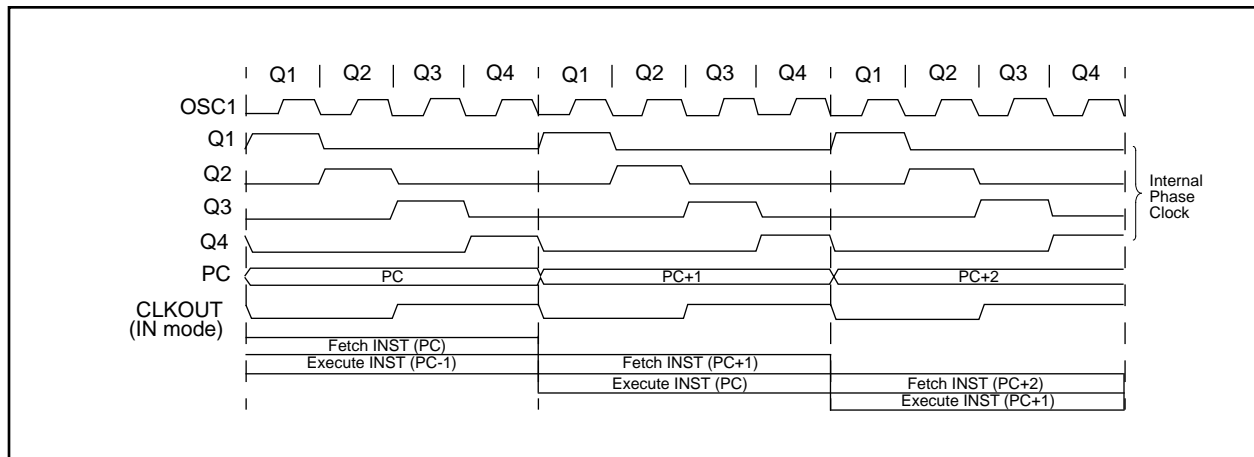 Q1 | Q2 | Q3 | Q4 | Q1 | Q2 | Q3 | Q4 | Q1 | Q2 | Q3 | Q4
OSC1
Q1
Q2
Q3
Q4
Internal
Phase
Clock
PC
PC
PC+1
PC+2
CLKOUT
(IN mode)
Fetch INST (PC)
Execute INST (PC-1)
Fetch INST (PC+1)
Execute INST (PC)
Fetch INST (PC+2)
Execute INST (PC+1)